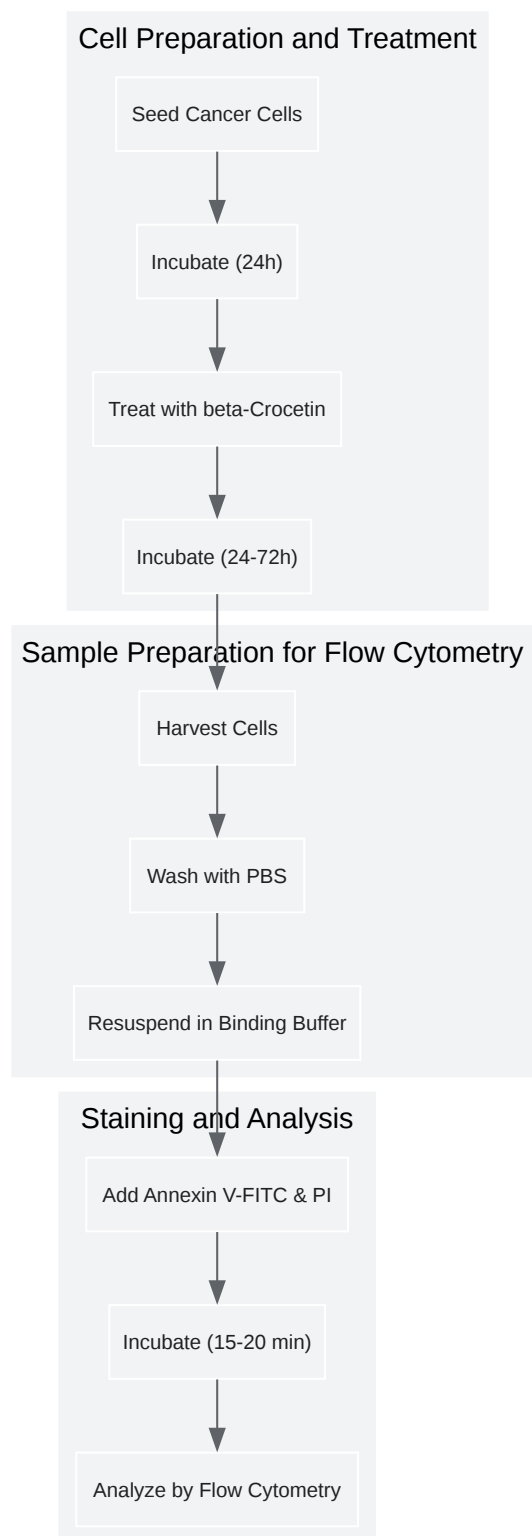 Cell Preparation and Treatment
Seed Cancer Cells
Incubate (24h)
Treat with beta-Crocetin
Incubate (24-72h)
Sample Preparation for Flow Cytometry
Harvest Cells
Wash with PBS
Resuspend in Binding Buffer
Staining and Analysis
Add Annexin V-FITC & PI
Incubate (15-20 min)
Analyze by Flow Cytometry